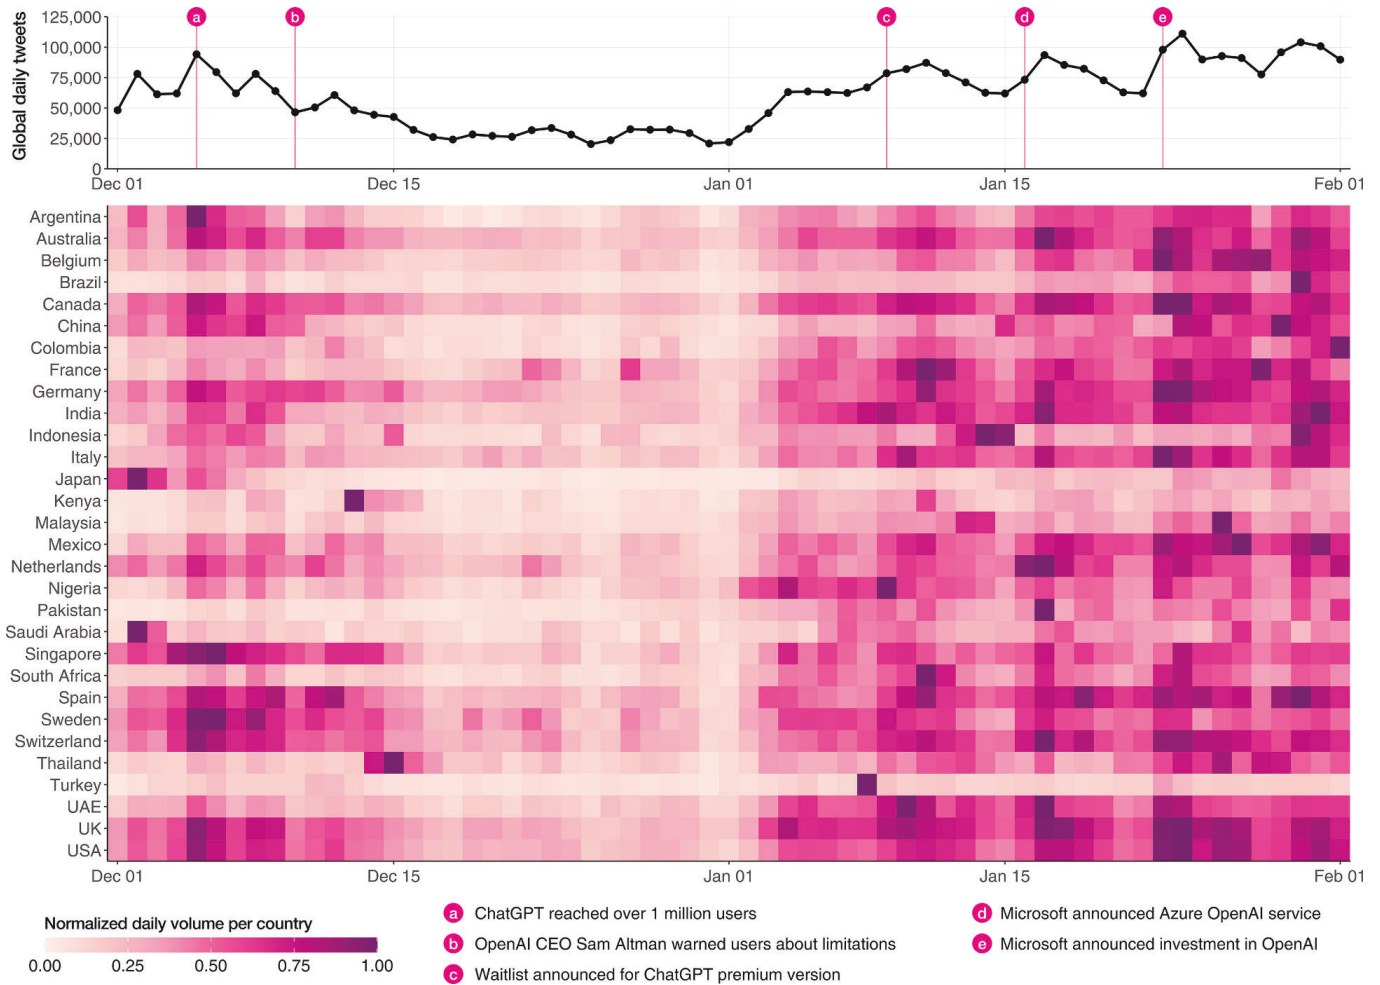 Global daily tweets
125,000
100,000
75,000
50,000
25,000
0
a b c d e
Dec 01 Dec 15 Jan 01 Jan 15 Feb 01
Argentina
Australia
Belgium
Brazil
Canada
China
Colombia
France
Germany
India
Indonesia
Italy
Japan
Kenya
Malaysia
Mexico
Netherlands
Nigeria
Pakistan
Saudi Arabia
Singapore
South Africa
Spain
Sweden
Switzerland
Thailand
Turkey
UAE
UK
USA
Dec 01 Dec 15 Jan 01 Jan 15 Feb 01
Normalized daily volume per country
0.00 0.25 0.50 0.75 1.00
a ChatGPT reached over 1 million users
b OpenAI CEO Sam Altman warned users about limitations
c Waitlist announced for ChatGPT premium version
d Microsoft announced Azure OpenAI service
e Microsoft announced investment in OpenAI